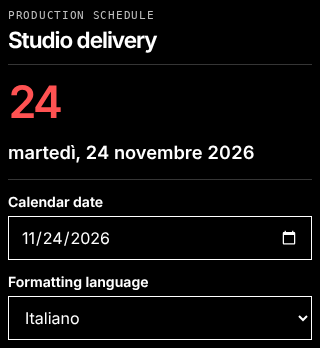 PRODUCTION SCHEDULE
Studio delivery
24
martedì, 24 novembre 2026
Calendar date
11/24/2026
Formatting language
Italiano